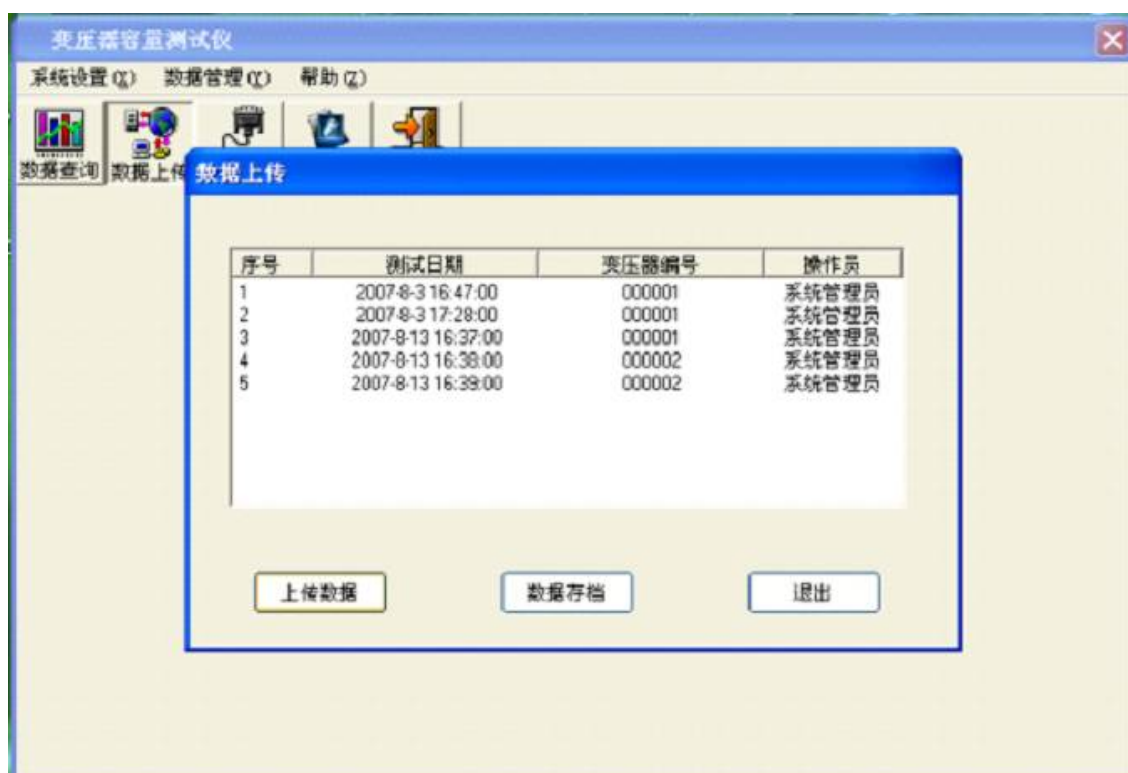 变压器容量测试仪
系统设置(X) 数据管理(Y) 帮助(Z)
数据查询 数据上传
数据上传
序号 测试日期 变压器编号 操作员
1 2007-8-3 16:47:00 000001 系统管理员
2 2007-8-3 17:28:00 000001 系统管理员
3 2007-8-13 16:37:00 000001 系统管理员
4 2007-8-13 16:38:00 000002 系统管理员
5 2007-8-13 16:39:00 000002 系统管理员
上传数据 数据存档 退出